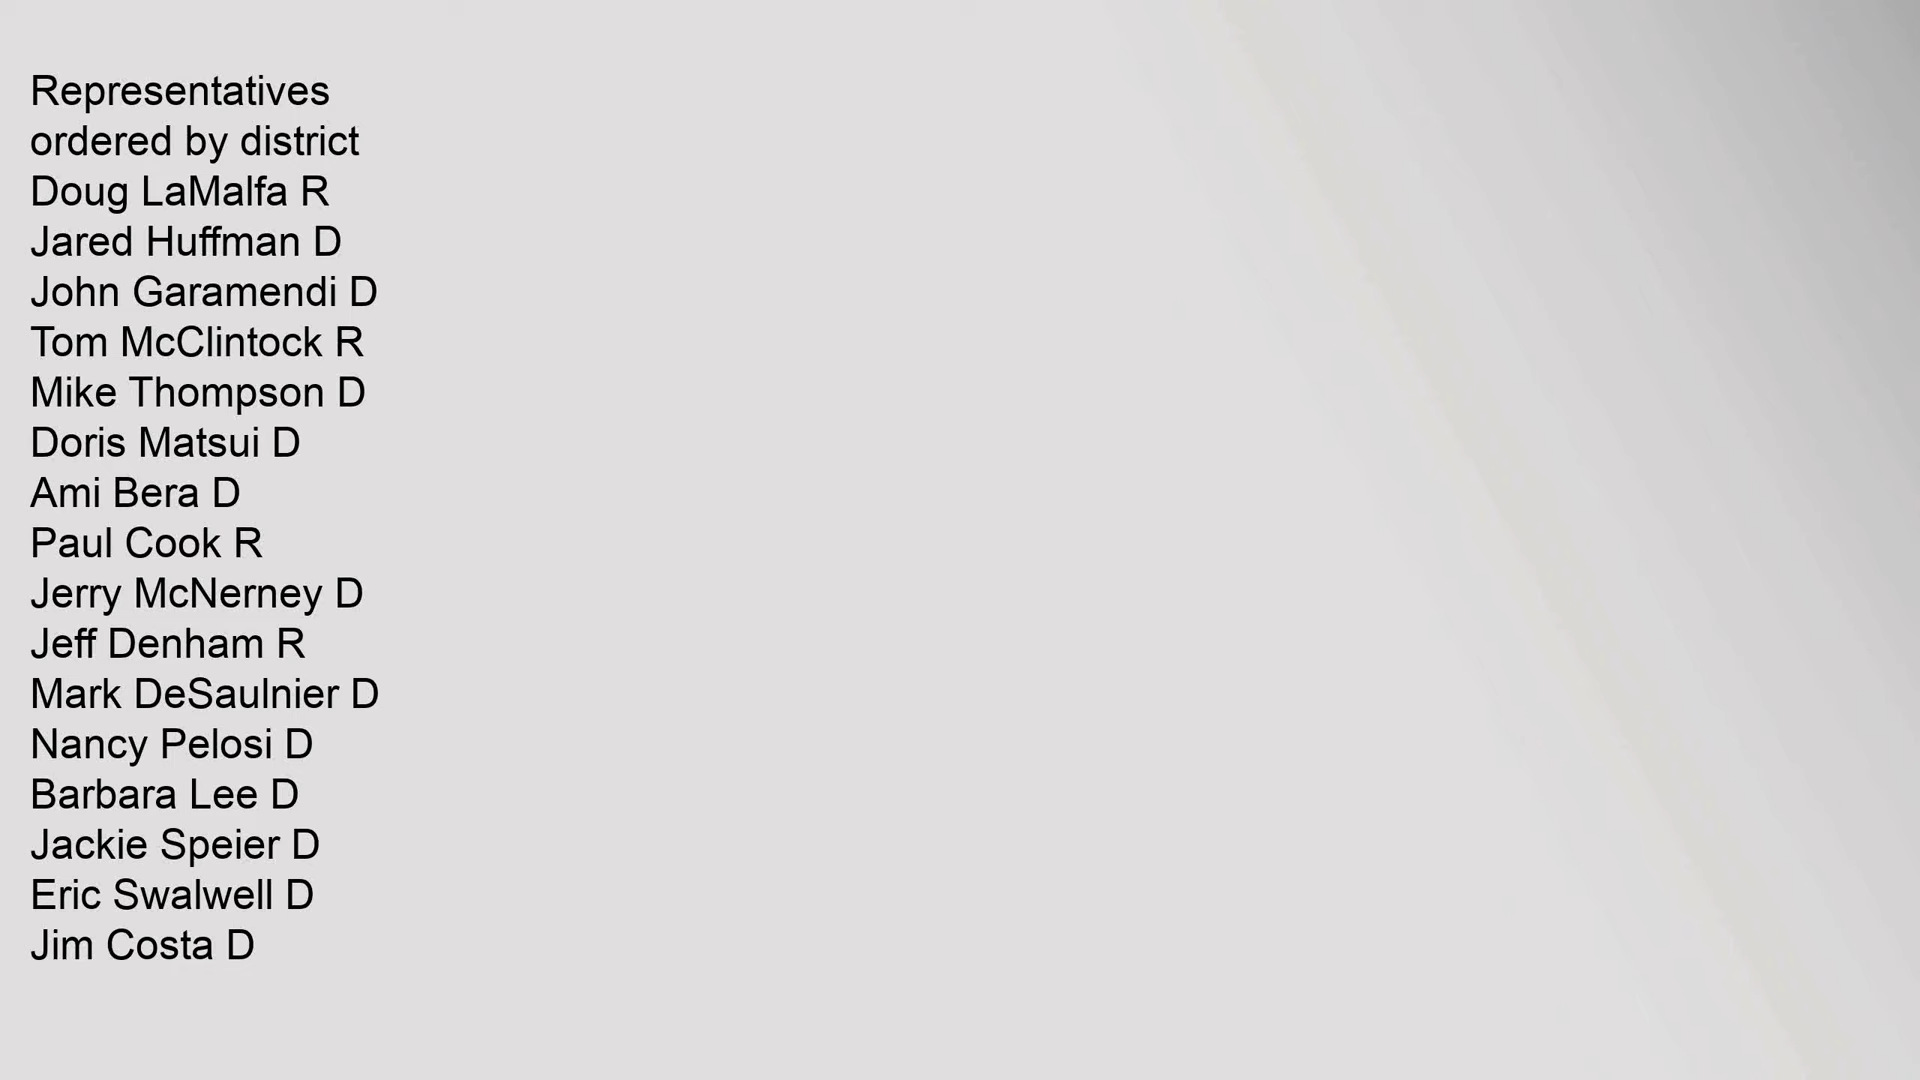 Representatives
ordered by district
Doug LaMalfa R
Jared Huffman D
John Garamendi D
Tom McClintock R
Mike Thompson D
Doris Matsui D
Ami Bera D
Paul Cook R
Jerry McNerney D
Jeff Denham R
Mark DeSaulnier D
Nancy Pelosi D
Barbara Lee D
Jackie Speier D
Eric Swalwell D
Jim Costa D